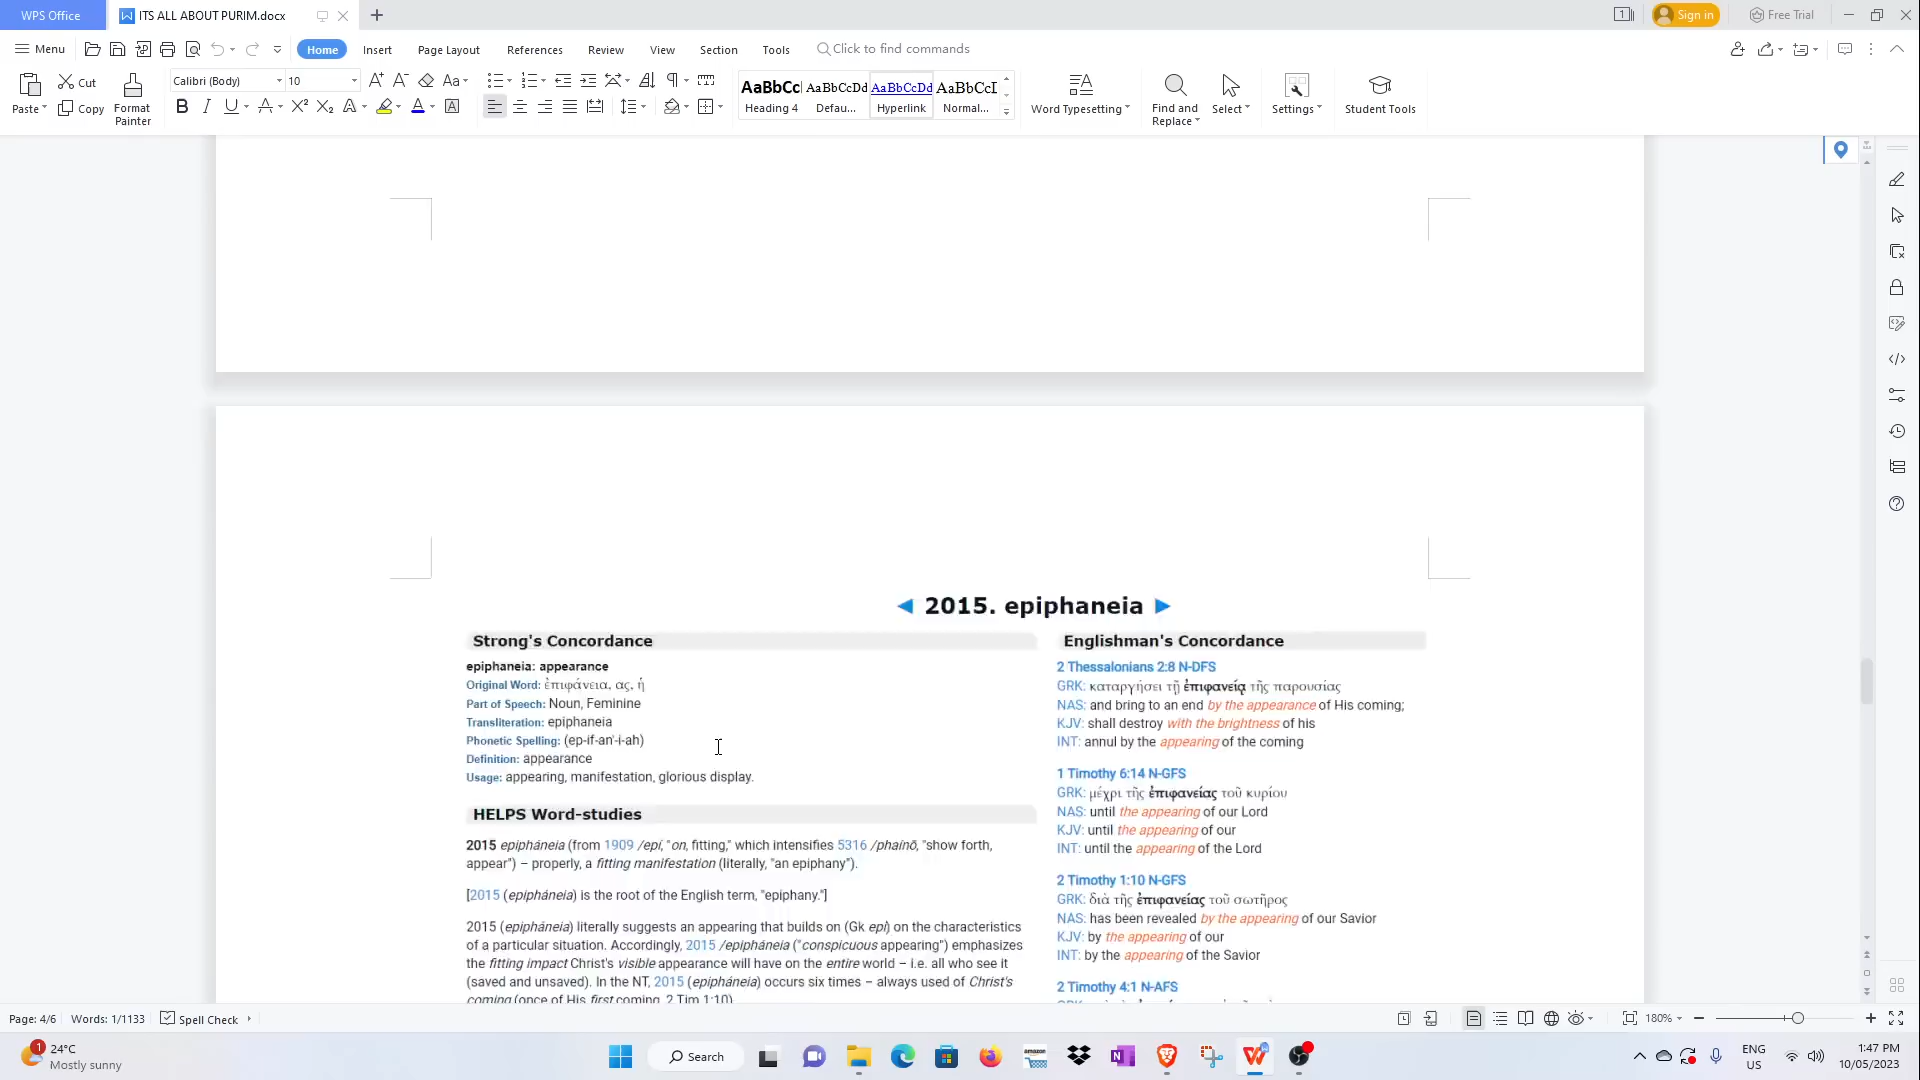 WPS Office
ITS ALL ABOUT PURIM.docx
Sign in
Free Trial
Menu
Home
Insert
Page Layout
References
Review
View
Section
Tools
Click to find commands
Paste
Cut
Copy
Format
Painter
Calibri (Body)
10
AaBbCc
Heading 4
AaBbCcDd
Defau...
AaBbCcDd
Hyperlink
AaBbCcD
Normal...
Word Typesetting
Find and
Replace
Select
Settings
Student Tools
2015. epiphaneia
Strong's Concordance
epiphaneia: appearance
Original Word: ἐπιφάνεια, ας, ἡ
Part of Speech: Noun, Feminine
Transliteration: epiphaneia
Phonetic Spelling: (ep-if-an'-i-ah)
Definition: appearance
Usage: appearing, manifestation, glorious display.
HELPS Word-studies
2015 epipháneia (from 1909 /epí, "on, fitting," which intensifies 5316 /phaínō, "show forth,
appear") – properly, a fitting manifestation (literally, "an epiphany").
[2015 (epipháneia) is the root of the English term, "epiphany."]
2015 (epipháneia) literally suggests an appearing that builds on (Gk epi) on the characteristics
of a particular situation. Accordingly, 2015 /epipháneia ("conspicuous appearing") emphasizes
the fitting impact Christ's visible appearance will have on the entire world – i.e. all who see it
(saved and unsaved). In the NT, 2015 (epipháneia) occurs six times – always used of Christ's
coming (once of His first coming, 2 Tim 1:10).
Englishman's Concordance
2 Thessalonians 2:8 N-DFS
GRK: καταργήσει τῇ ἐπιφανείᾳ τῆς παρουσίας
NAS: and bring to an end by the appearance of His coming;
KJV: shall destroy with the brightness of his
INT: annul by the appearing of the coming
1 Timothy 6:14 N-GFS
GRK: μέχρι τῆς ἐπιφανείας τοῦ κυρίου
NAS: until the appearing of our Lord
KJV: until the appearing of our
INT: until the appearing of the Lord
2 Timothy 1:10 N-GFS
GRK: διὰ τῆς ἐπιφανείας τοῦ σωτῆρος
NAS: has been revealed by the appearing of our Savior
KJV: by the appearing of our
INT: by the appearing of the Savior
2 Timothy 4:1 N-AFS
Page: 4/6
Words: 1/1133
Spell Check
180%
24°C
Mostly sunny
Search
ENG
US
1:47 PM
10/05/2023